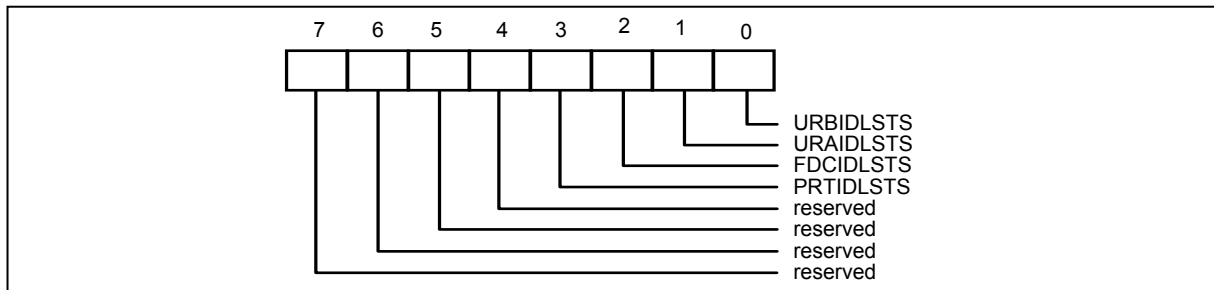 7 6 5 4 3 2 1 0
URBIDLSTS
URAIDLSTS
FDCIDLSTS
PRTIDLSTS
reserved
reserved
reserved
reserved